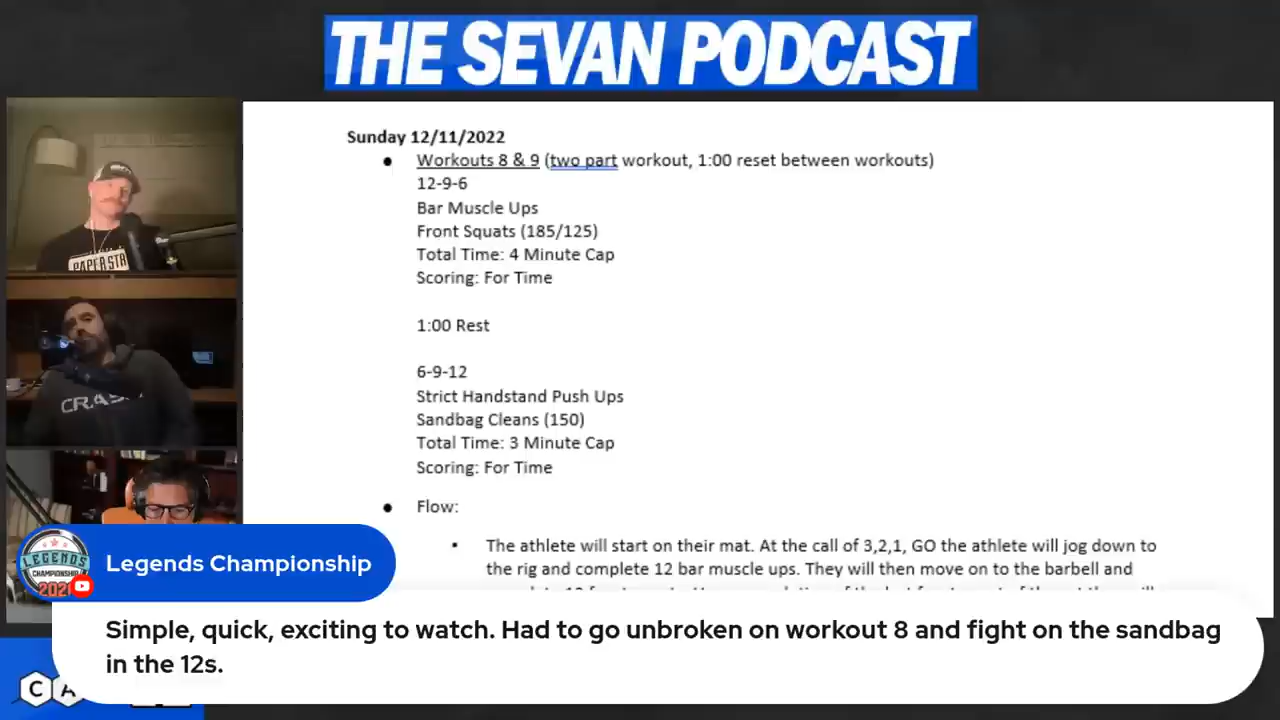 THE SEVAN PODCAST
Sunday 12/11/2022
Workouts 8 & 9 (two part workout, 1:00 reset between workouts)
12-9-6
Bar Muscle Ups
Front Squats (185/125)
Total Time: 4 Minute Cap
Scoring: For Time
1:00 Rest
6-9-12
Strict Handstand Push Ups
Sandbag Cleans (150)
Total Time: 3 Minute Cap
Scoring: For Time
Flow:
The athlete will start on their mat. At the call of 3,2,1, GO the athlete will jog down to
the rig and complete 12 bar muscle ups. They will then move on to the barbell and
PAPER STR
CRAS
LEGENDS
CHAMPIONSHIP
Legends Championship
Simple, quick, exciting to watch. Had to go unbroken on workout 8 and fight on the sandbag
in the 12s.
C A